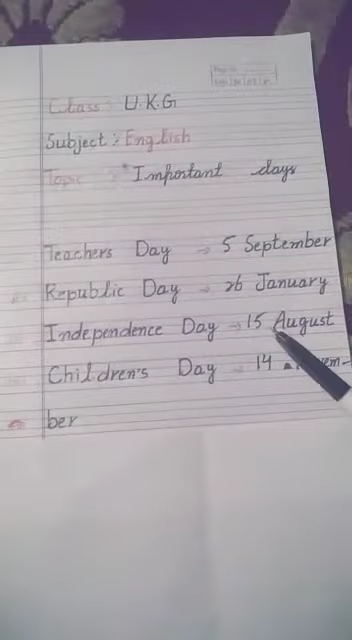 Class : U.K.G
Subject : English
Topic : "Important days
Teachers Day → 5 September
Republic Day → 26 January
Independence Day → 15 August
Children's Day → 14
ber